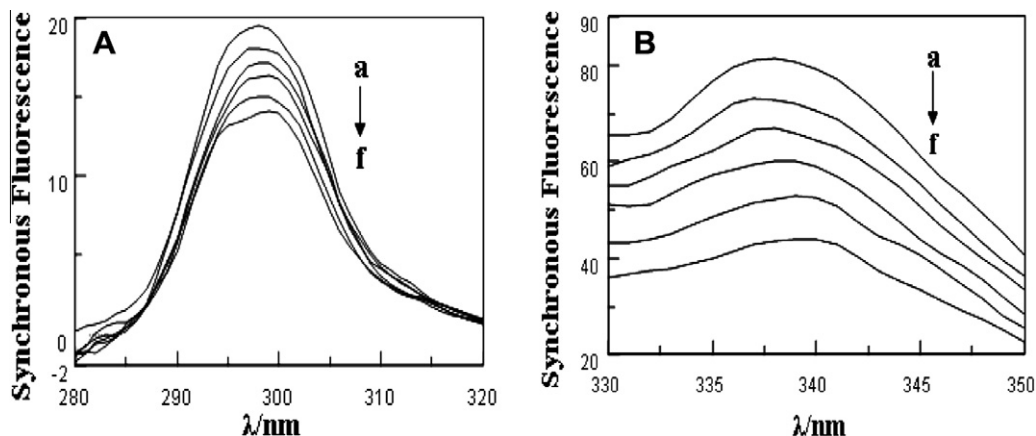 A
Synchronous Fluorescence
20
10
0
-2
a
f
280
290
300
310
320
λ/nm
B
Synchronous Fluorescence
90
80
60
40
20
a
f
330
335
340
345
350
λ/nm